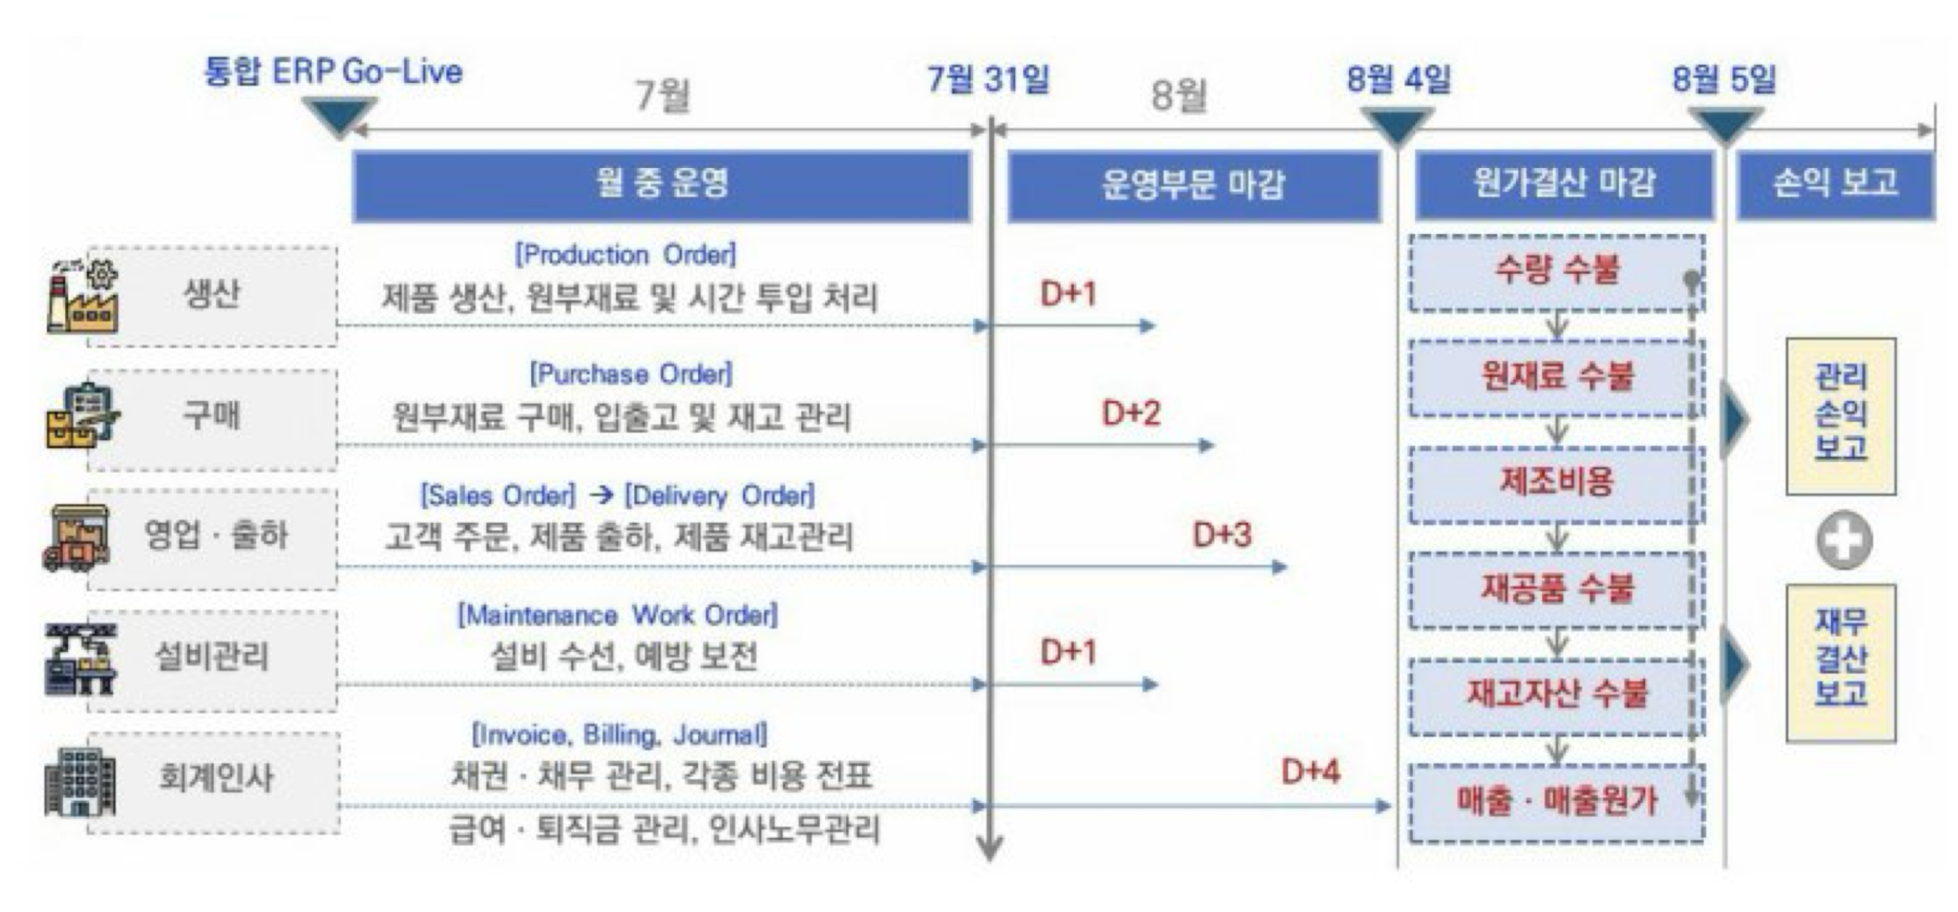 통합 ERP Go-Live
7월
7월 31일
8월
8월 4일
8월 5일
월 중 운영
운영부문 마감
원가결산 마감
손익 보고
생산
[Production Order]
제품 생산, 원부재료 및 시간 투입 처리
D+1
구매
[Purchase Order]
원부재료 구매, 입출고 및 재고 관리
D+2
영업 · 출하
[Sales Order] → [Delivery Order]
고객 주문, 제품 출하, 제품 재고관리
D+3
설비관리
[Maintenance Work Order]
설비 수선, 예방 보전
D+1
회계인사
[Invoice, Billing, Journal]
채권 · 채무 관리, 각종 비용 전표
급여 · 퇴직금 관리, 인사노무관리
D+4
수량 수불
원재료 수불
제조비용
재공품 수불
재고자산 수불
매출 · 매출원가
관리
손익
보고
재무
결산
보고